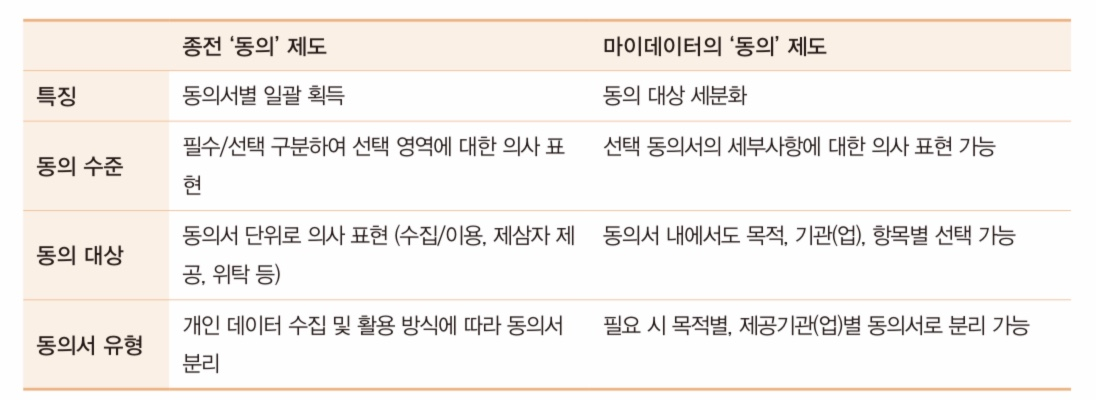 종전 ‘동의’ 제도 마이데이터의 ‘동의’ 제도
특징 동의서별 일괄 획득 동의 대상 세분화
동의 수준 필수/선택 구분하여 선택 영역에 대한 의사 표 선택 동의서의 세부사항에 대한 의사 표현 가능
현
동의 대상 동의서 단위로 의사 표현 (수집/이용, 제삼자 제 동의서 내에서도 목적, 기관(업), 항목별 선택 가능
공, 위탁 등)
동의서 유형 개인 데이터 수집 및 활용 방식에 따라 동의서 필요 시 목적별, 제공기관(업)별 동의서로 분리 가능
분리